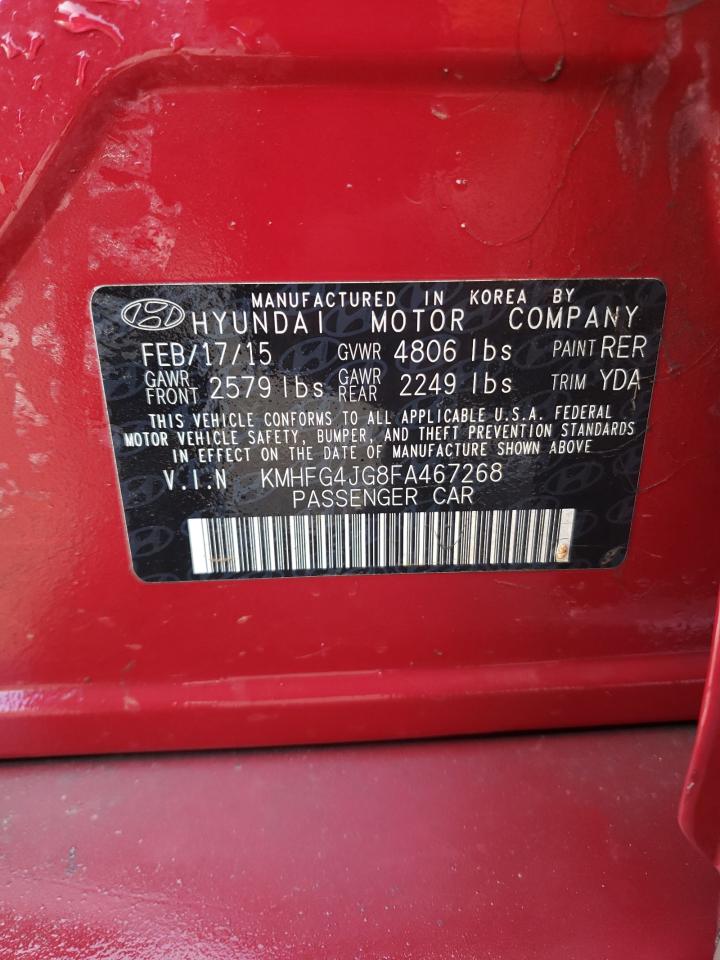 MANUFACTURED IN KOREA BY
HYUNDAI MOTOR COMPANY
FEB/17/15 GVWR 4806 lbs PAINT RER
GAWR FRONT 2579 lbs GAWR REAR 2249 lbs TRIM YDA
THIS VEHICLE CONFORMS TO ALL APPLICABLE U.S.A. FEDERAL
MOTOR VEHICLE SAFETY, BUMPER, AND THEFT PREVENTION STANDARDS
IN EFFECT ON THE DATE OF MANUFACTURE SHOWN ABOVE
V.I.N KMHFG4JG8FA467268
PASSENGER CAR